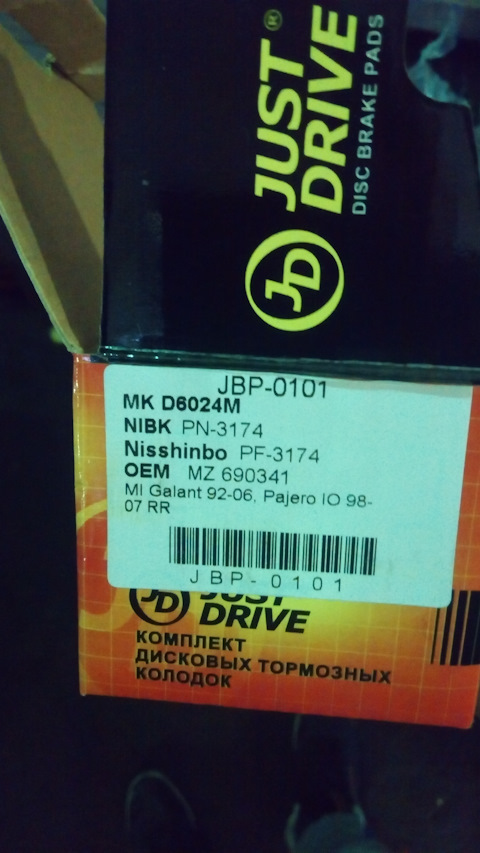 JUST
DRIVE®
DISC BRAKE PADS
JD
JBP-0101
MK D6024M
NIBK PN-3174
Nisshinbo PF-3174
OEM MZ 690341
MI Galant 92-06, Pajero IO 98-
07 RR
JBP-0101
JD
JUST
DRIVE
КОМПЛЕКТ
ДИСКОВЫХ ТОРМОЗНЫХ
КОЛОДОК